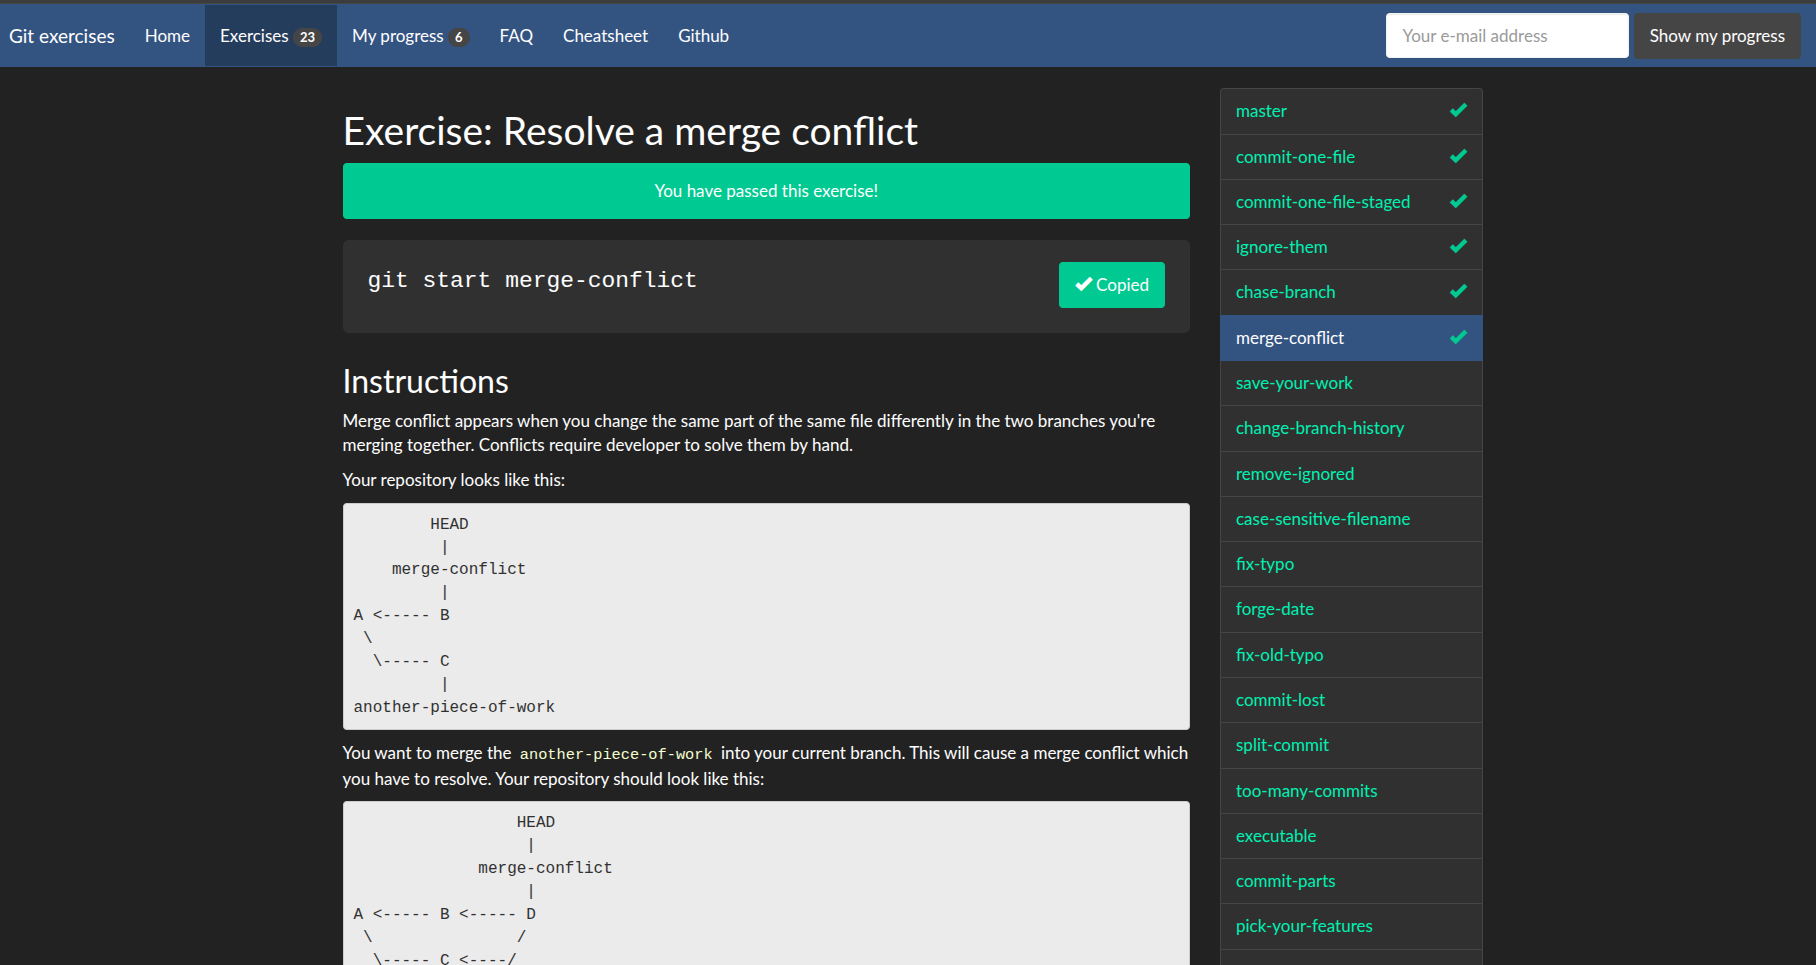 Git exercises Home Exercises 23 My progress 6 FAQ Cheatsheet Github Your e-mail address Show my progress
Exercise: Resolve a merge conflict
You have passed this exercise!
git start merge-conflict
Copied
Instructions
Merge conflict appears when you change the same part of the same file differently in the two branches you're
merging together. Conflicts require developer to solve them by hand.
Your repository looks like this:
        HEAD
         |
    merge-conflict
         |
A <----- B
 \
  \----- C
         |
another-piece-of-work
You want to merge the another-piece-of-work into your current branch. This will cause a merge conflict which
you have to resolve. Your repository should look like this:
                 HEAD
                  |
             merge-conflict
                  |
A <----- B <----- D
 \               /
  \----- C <----/
master
commit-one-file
commit-one-file-staged
ignore-them
chase-branch
merge-conflict
save-your-work
change-branch-history
remove-ignored
case-sensitive-filename
fix-typo
forge-date
fix-old-typo
commit-lost
split-commit
too-many-commits
executable
commit-parts
pick-your-features